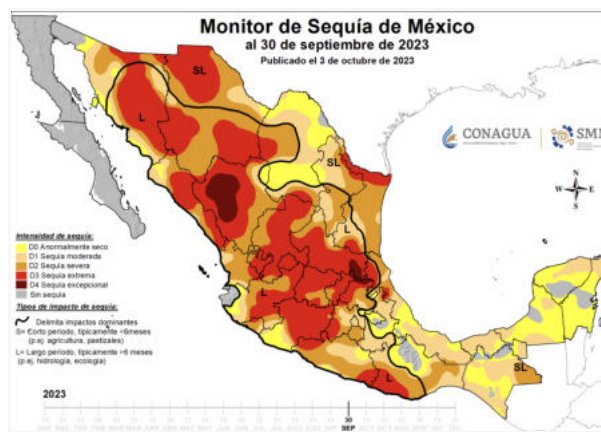 Monitor de Sequía de México
al 30 de septiembre de 2023
Publicado el 3 de octubre de 2023
SL
L
SL
CONAGUA
SMN
N
W E
S
L
L
L
SL
Intensidad de sequía:
D0 Anormalmente seco
D1 Sequía moderada
D2 Sequía severa
D3 Sequía extrema
D4 Sequía excepcional
Sin sequía
Tipos de impacto de sequía:
Delimita impactos dominantes
S= Corto periodo, típicamente <6meses
(p.ej. agricultura, pastizales)
L= Largo periodo, típicamente >6 meses
(p.ej. hidrología, ecología)
2023
30
SEP